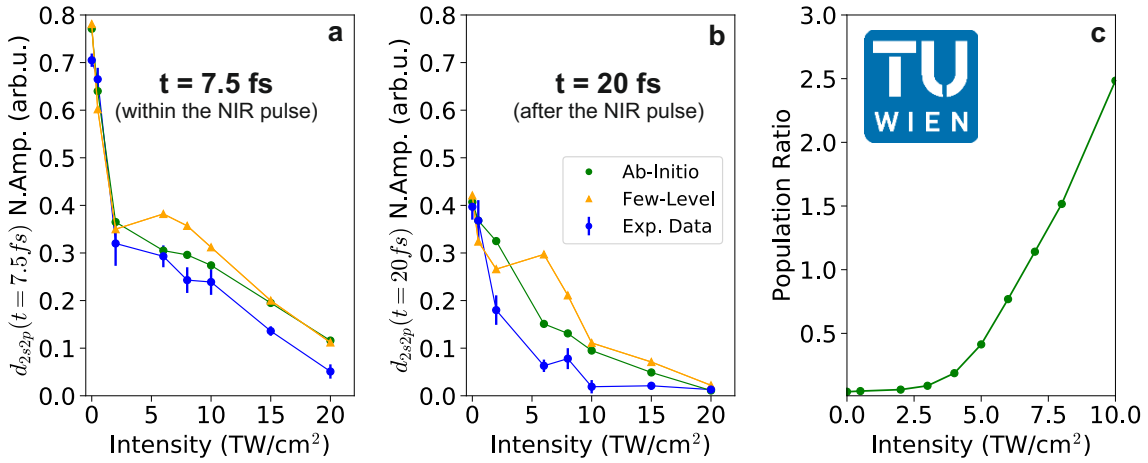 a
t = 7.5 fs
(within the NIR pulse)
d_{2s2p}(t = 7.5fs) N.Amp. (arb.u.)
0.8
0.7
0.6
0.5
0.4
0.3
0.2
0.1
0.0
0 5 10 15 20
Intensity (TW/cm²)
b
t = 20 fs
(after the NIR pulse)
Ab-Initio
Few-Level
Exp. Data
d_{2s2p}(t = 20fs) N.Amp. (arb.u.)
0.8
0.7
0.6
0.5
0.4
0.3
0.2
0.1
0.0
0 5 10 15 20
Intensity (TW/cm²)
c
TU
WIEN
Population Ratio
3.0
2.5
2.0
1.5
1.0
0.5
0.0 2.5 5.0 7.5 10.0
Intensity (TW/cm²)